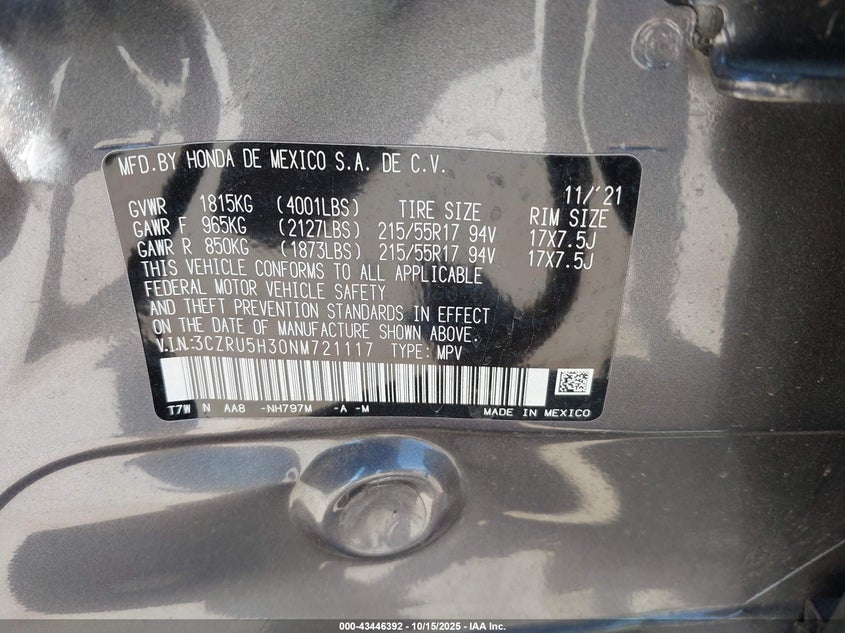 MFD.BY HONDA DE MEXICO S.A. DE C.V.
11/'21
GVWR 1815KG (4001LBS) TIRE SIZE RIM SIZE
GAWR F 965KG (2127LBS) 215/55R17 94V 17X7.5J
GAWR R 850KG (1873LBS) 215/55R17 94V 17X7.5J
THIS VEHICLE CONFORMS TO ALL APPLICABLE
FEDERAL MOTOR VEHICLE SAFETY
AND THEFT PREVENTION STANDARDS IN EFFECT
ON THE DATE OF MANUFACTURE SHOWN ABOVE.
V.I.N.:3CZRU5H30NM721117 TYPE: MPV
T7W N AA8 -NH797M -A -M MADE IN MEXICO
000-43446392 - 10/15/2025 - IAA Inc.